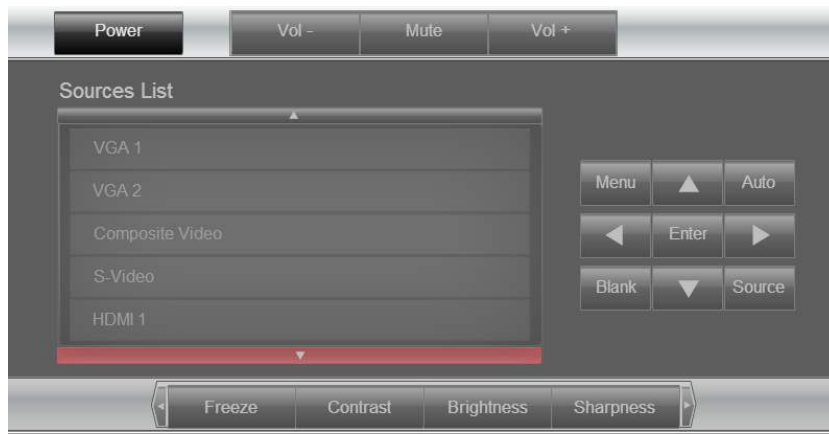 Power Vol - Mute Vol +
Sources List
VGA 1
VGA 2
Composite Video
S-Video
HDMI 1
Menu Auto
Enter
Blank Source
Freeze Contrast Brightness Sharpness